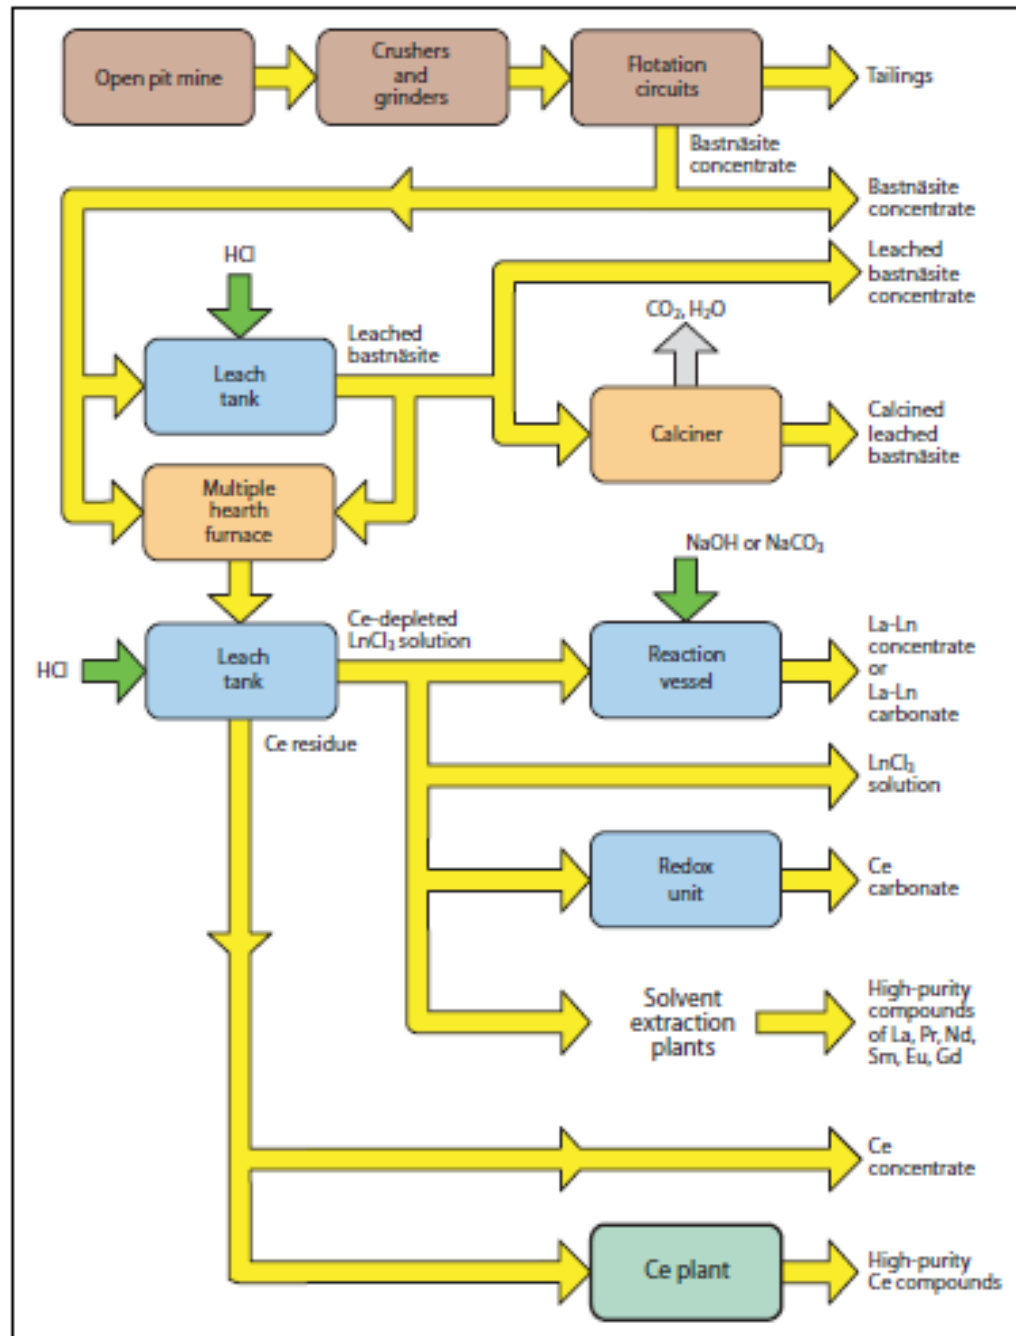 Open pit mine
Crushers
and
grinders
Flotation
circuits
Tailings
Bastnäsite
concentrate
Bastnäsite
concentrate
Leached
bastnäsite
concentrate
HCl
CO₂, H₂O
Leached
bastnäsite
Leach
tank
Calciner
Calcined
leached
bastnäsite
Multiple
hearth
furnace
NaOH or NaCO₃
Ce-depleted
LnCl₃ solution
HCl
Leach
tank
Reaction
vessel
La-Ln
concentrate
or
La-Ln
carbonate
Ce residue
LnCl₃
solution
Redox
unit
Ce
carbonate
Solvent
extraction
plants
High-purity
compounds
of La, Pr, Nd,
Sm, Eu, Gd
Ce
concentrate
Ce plant
High-purity
Ce compounds